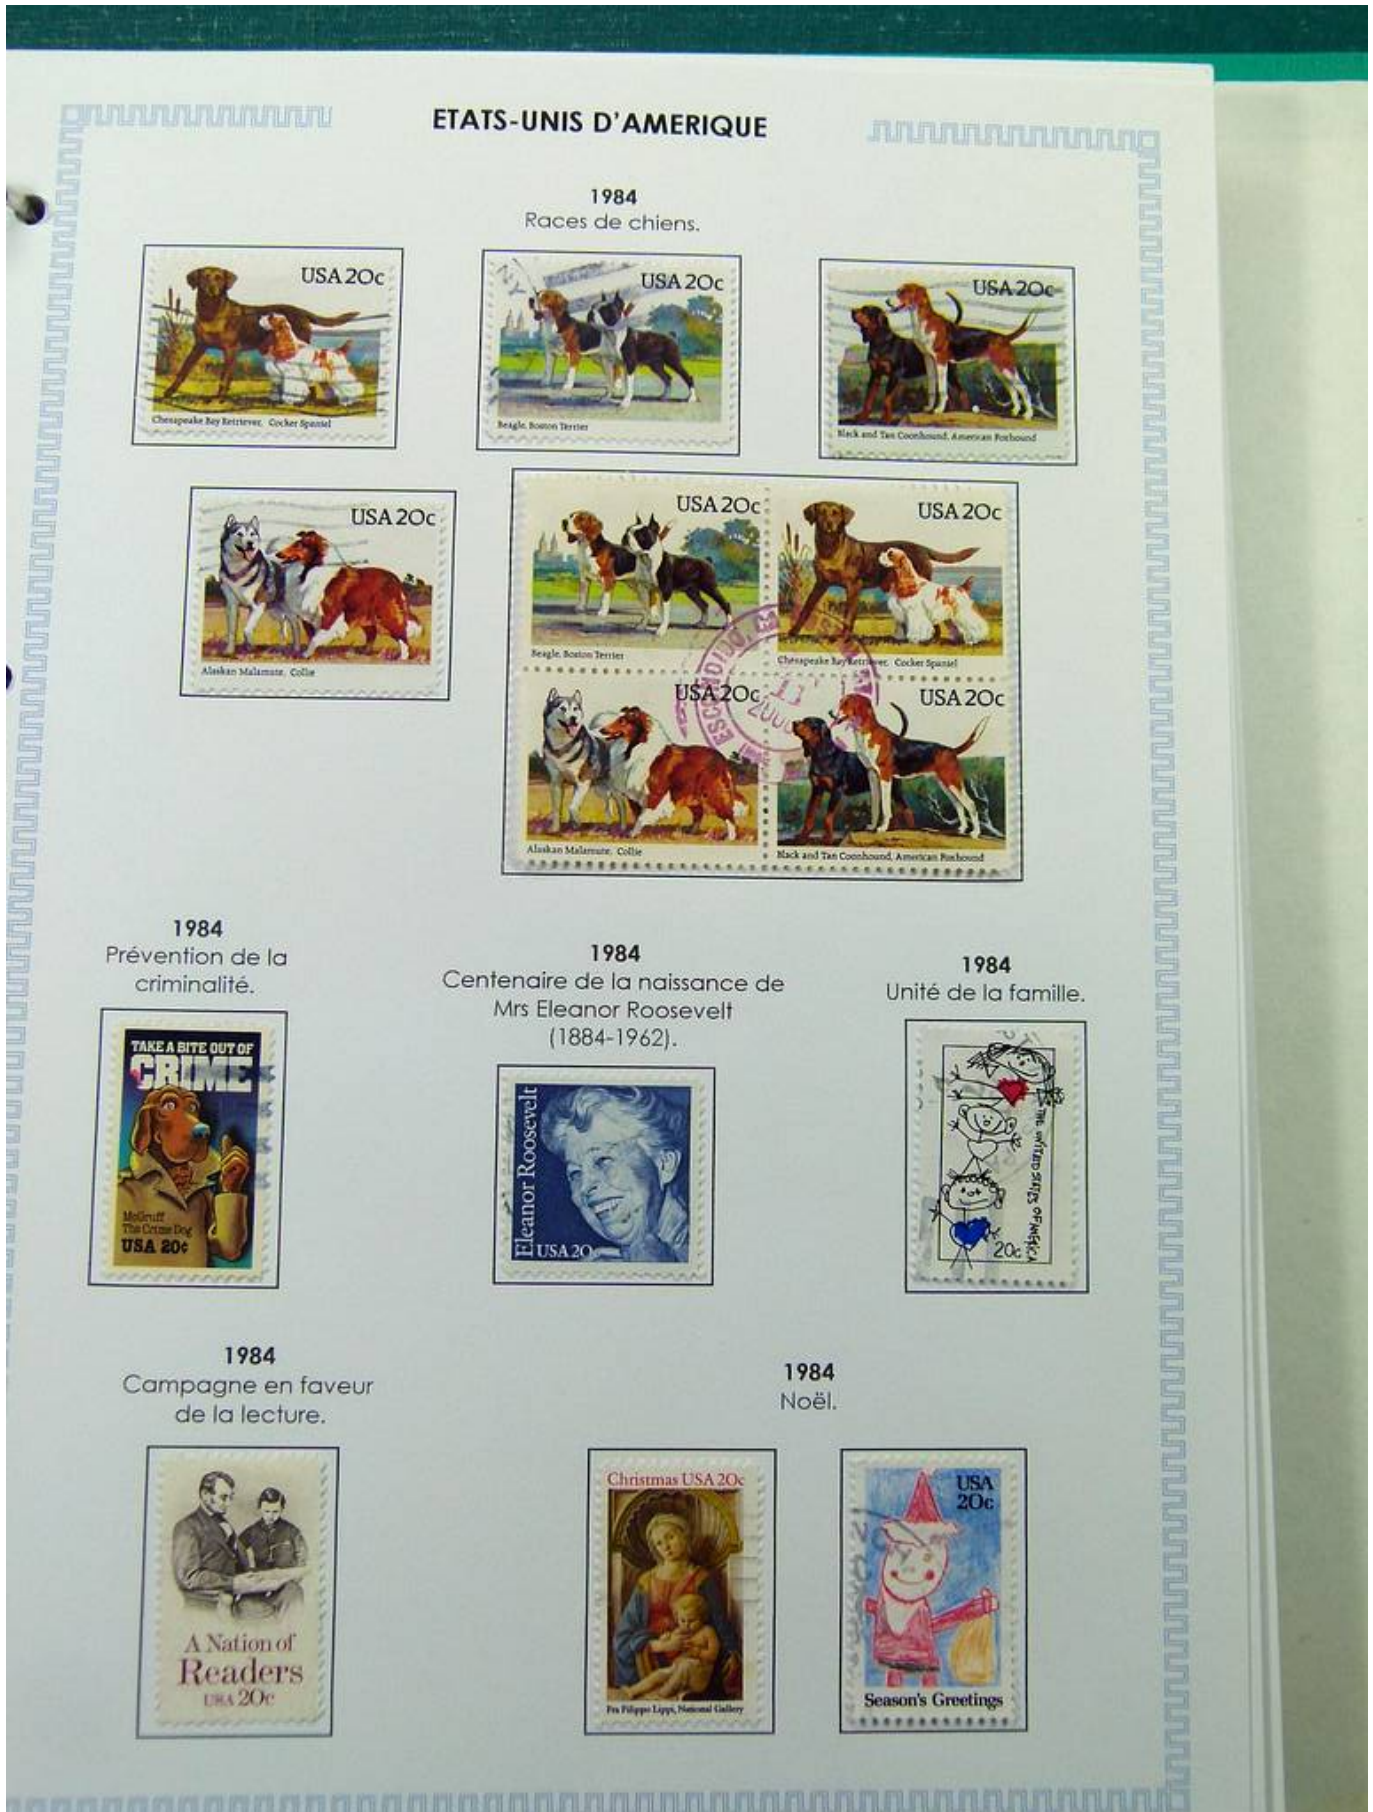 ETATS-UNIS D'AMERIQUE
1984
Races de chiens.
USA 20c
Chesapeake Bay Retriever, Cocker Spaniel
USA 20c
Beagle, Boston Terrier
USA 20c
Black and Tan Coonhound, American Foxhound
USA 20c
Alaskan Malamute, Collie
USA 20c
Beagle, Boston Terrier
USA 20c
Chesapeake Bay Retriever, Cocker Spaniel
USA 20c
Alaskan Malamute, Collie
USA 20c
Black and Tan Coonhound, American Foxhound
ESCONDIDO,
11
1984
Prévention de la
criminalité.
TAKE A BITE OUT OF
CRIME
McGruff
The Crime Dog
USA 20¢
1984
Centenaire de la naissance de
Mrs Eleanor Roosevelt
(1884-1962).
Eleanor Roosevelt
USA 20c
1984
Unité de la famille.
THE UNITED STATES OF AMERICA
20c
1984
Campagne en faveur
de la lecture.
A Nation of
Readers
USA 20c
1984
Noël.
Christmas USA 20c
Fra Filippo Lippi, National Gallery
USA
20c
Season's Greetings